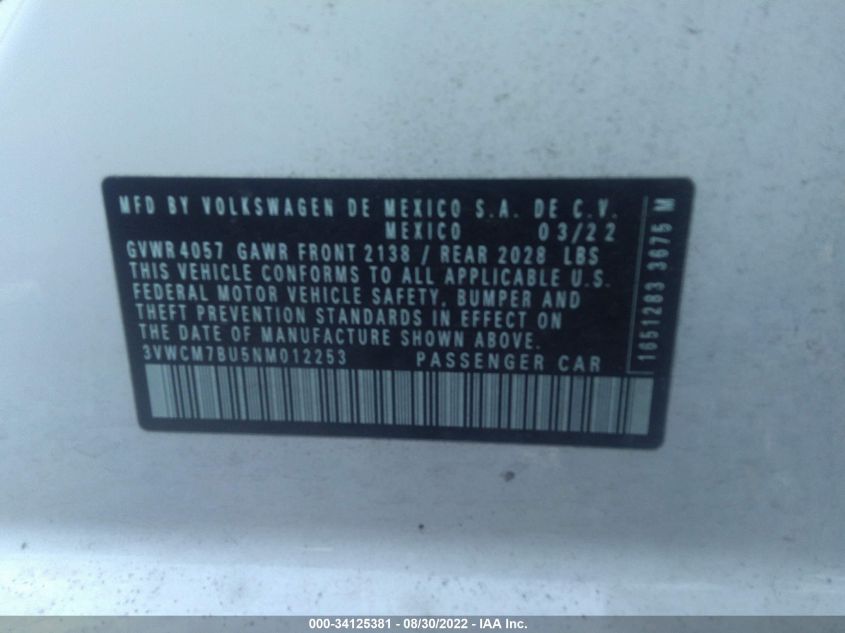 MFD BY VOLKSWAGEN DE MEXICO S.A. DE C.V.
MEXICO 03/22
GVWR 4057 GAWR FRONT 2138 / REAR 2028 LBS
THIS VEHICLE CONFORMS TO ALL APPLICABLE U.S.
FEDERAL MOTOR VEHICLE SAFETY, BUMPER AND
THEFT PREVENTION STANDARDS IN EFFECT ON
THE DATE OF MANUFACTURE SHOWN ABOVE.
3VWCM7BU5NM012253 PASSENGER CAR
1651283 3675 M
000-34125381 - 08/30/2022 - IAA Inc.